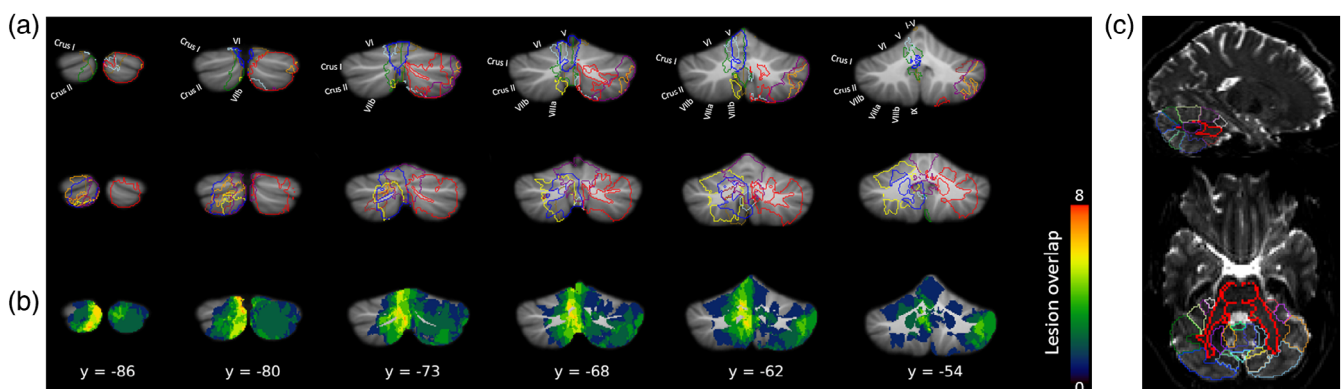 (a)
(c)
Crus I
Crus II
Crus I
VI
Crus II
VIIb
VI
Crus I
Crus II
VIIb
VI
V
Crus I
Crus II
VIIb
VIIIa
VI
V
Crus I
Crus II
VIIb
VIIIa
VIIIb
I-V
V
VI
Crus I
Crus II
VIIb
VIIIa
VIIIb
IX
(b)
Lesion overlap
8
0
y = -86
y = -80
y = -73
y = -68
y = -62
y = -54